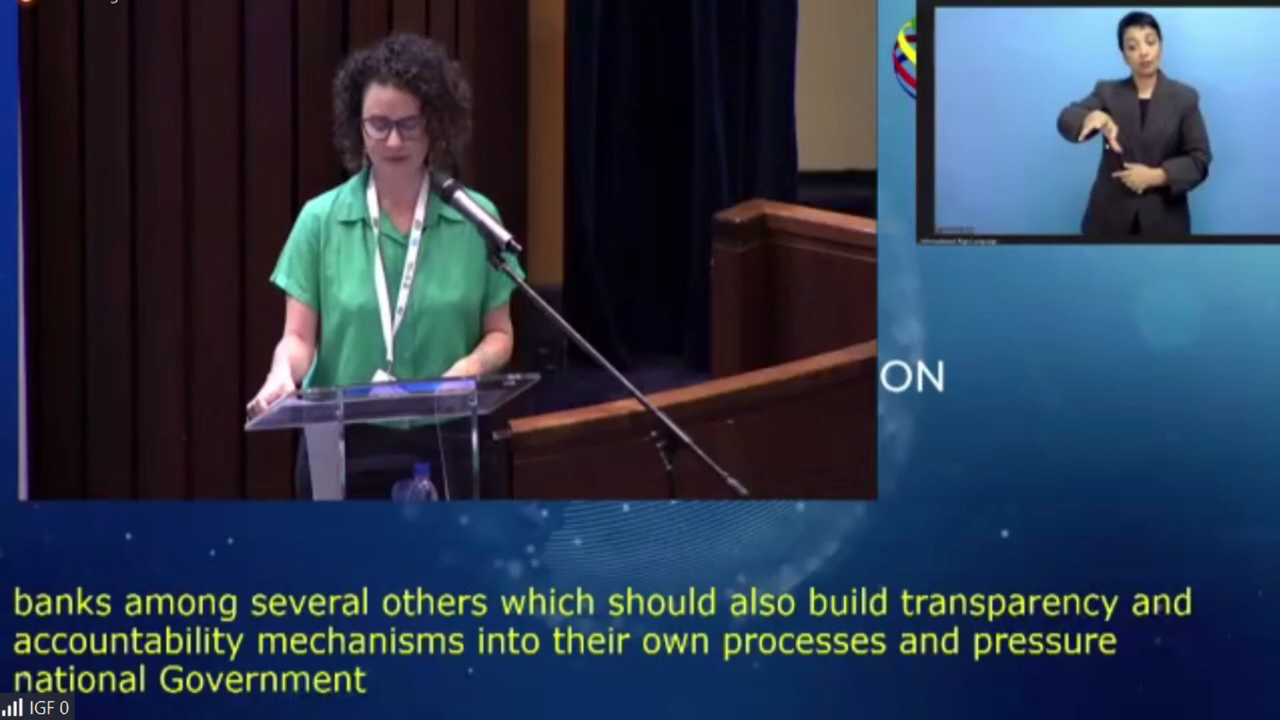 ON
banks among several others which should also build transparency and
accountability mechanisms into their own processes and pressure
national Government
IGF 0